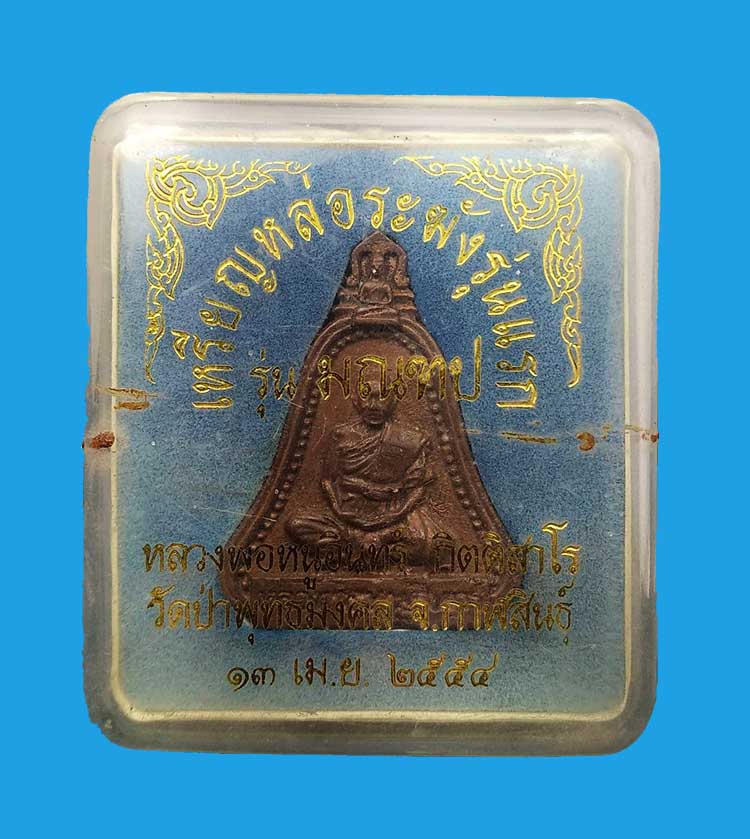 เหรียญหล่อระฆังรุ่นแรก
รุ่น มณฑป
หลวงพ่อหนูอินทร์ กิตติสาโร
วัดป่าพุทธมงคล จ.กาฬสินธุ์
๑๓ เม.ย. ๒๕๕๔